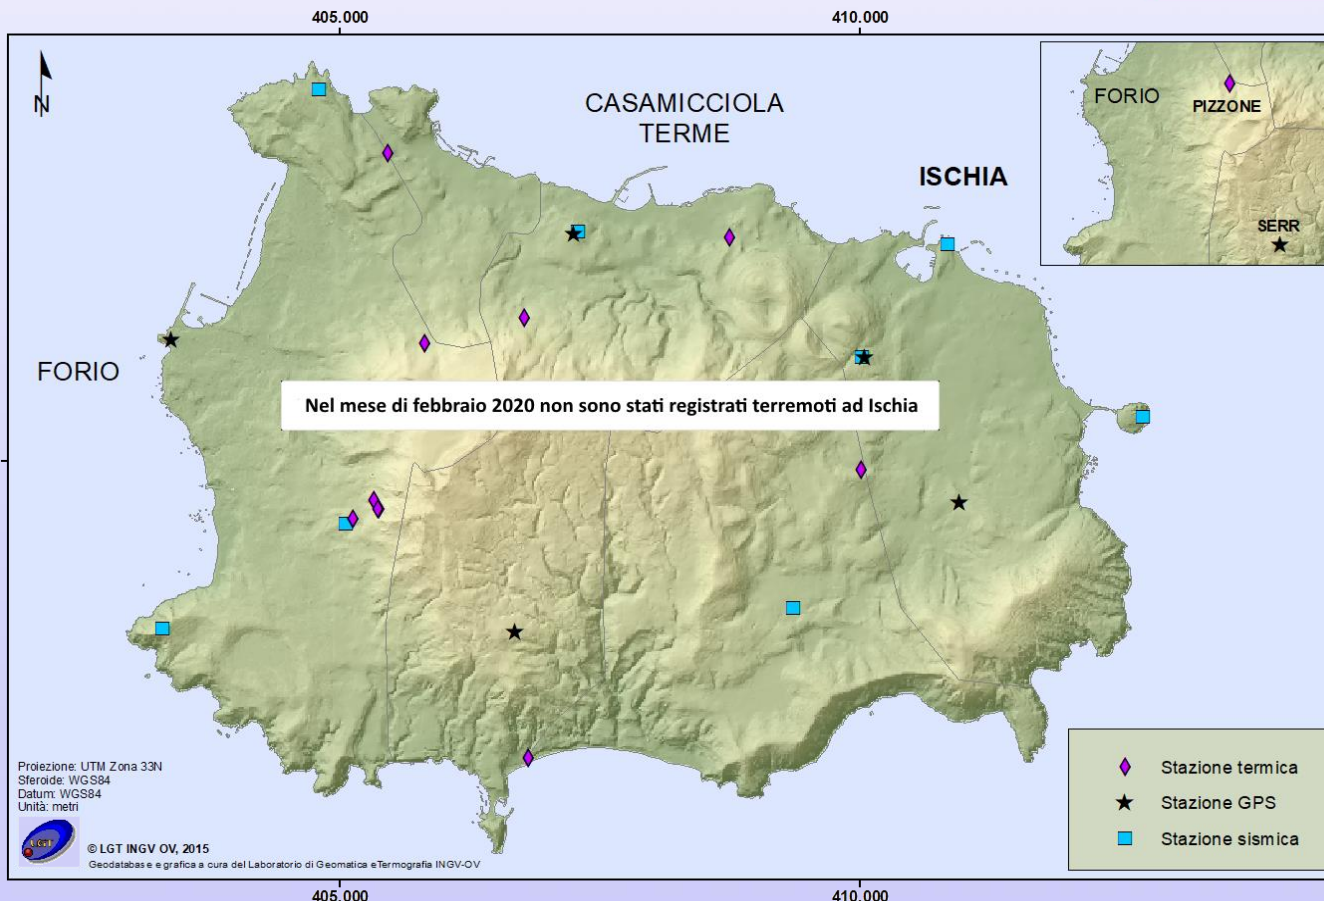 405.000
410.000
N
CASAMICCIOLA
TERME
ISCHIA
FORIO
PIZZONE
SERR
FORIO
Nel mese di febbraio 2020 non sono stati registrati terremoti ad Ischia
Proiezione: UTM Zona 33N
Sferoide: WGS84
Datum: WGS84
Unità: metri
LGT
© LGT INGV OV, 2015
Geodatabase e grafica a cura del Laboratorio di Geomatica eTermografia INGV-OV
Stazione termica
Stazione GPS
Stazione sismica
405.000
410.000